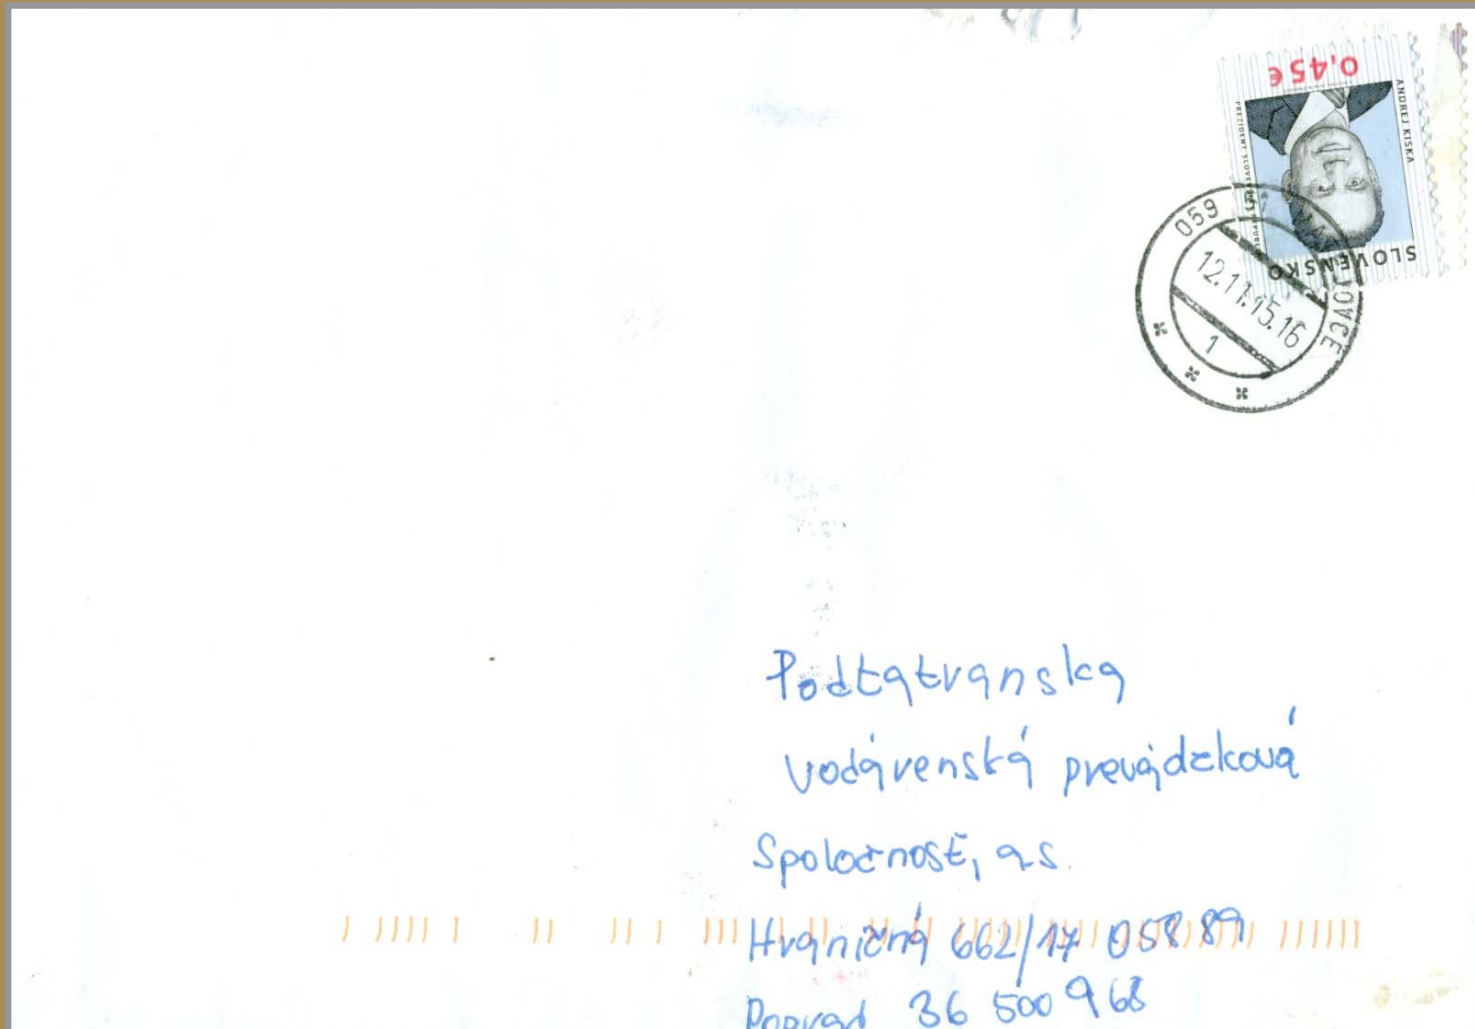 0,45€
ANDREJ KISKA
SLOVENSKO
059
12.11.15.16
1
Podtatranska
vodárenská prevádzková
Spoločnosť, a.s.
Hraničná 662/17 058 89
Poprad 36 500 968